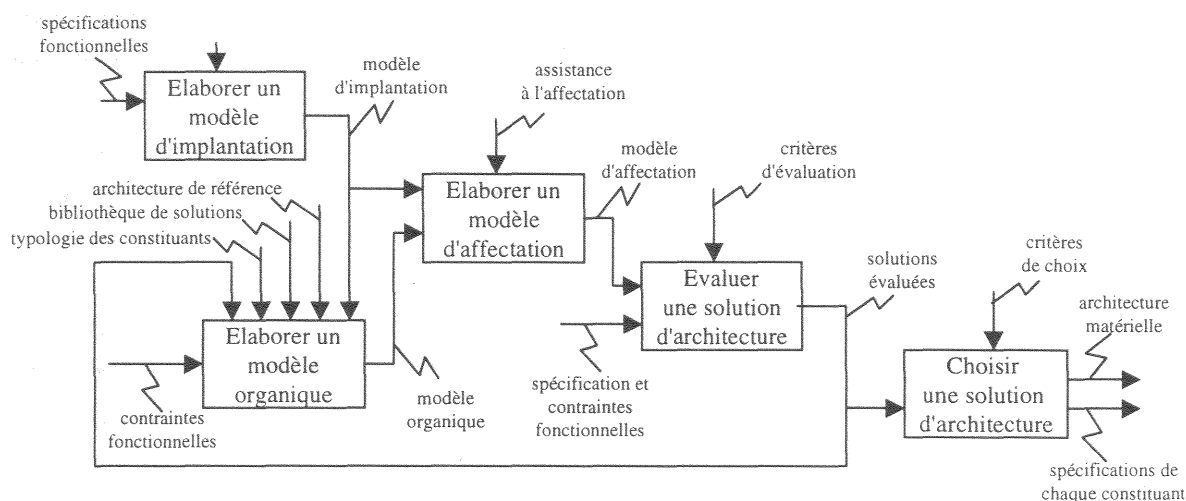 spécifications
fonctionnelles
Elaborer un
modèle
d'implantation
modèle
d'implantation
assistance
à l'affectation
modèle
d'affectation
critères
d'évaluation
architecture de référence
bibliothèque de solutions
typologie des constituants
Elaborer un
modèle
d'affectation
critères
de choix
solutions
évaluées
Evaluer
une solution
d'architecture
architecture
matérielle
Elaborer un
modèle
organique
contraintes
fonctionnelles
modèle
organique
spécification et
contraintes
fonctionnelles
Choisir
une solution
d'architecture
spécifications de
chaque constituant